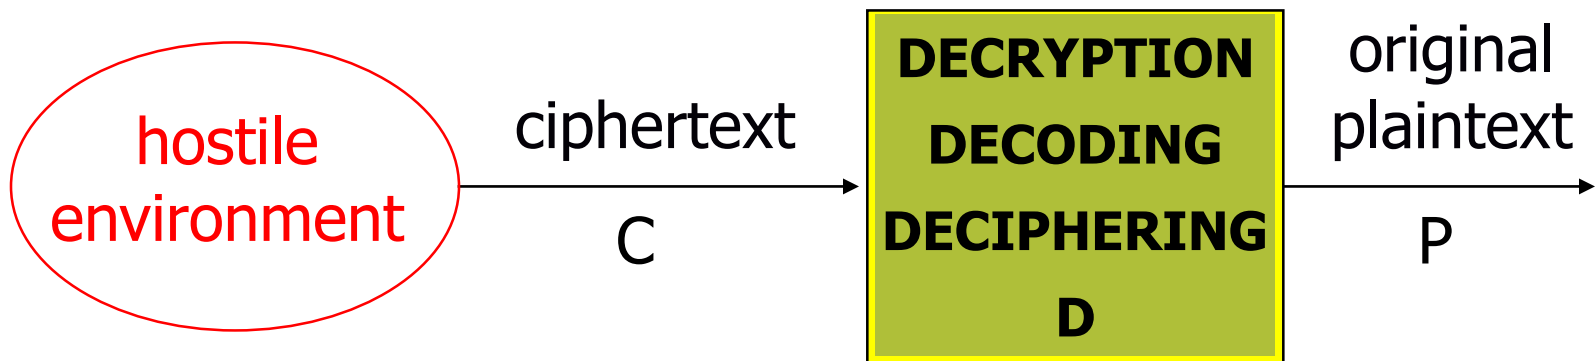 hostile
environment
ciphertext
C
DECRYPTION
DECODING
DECIPHERING
D
original
plaintext
P